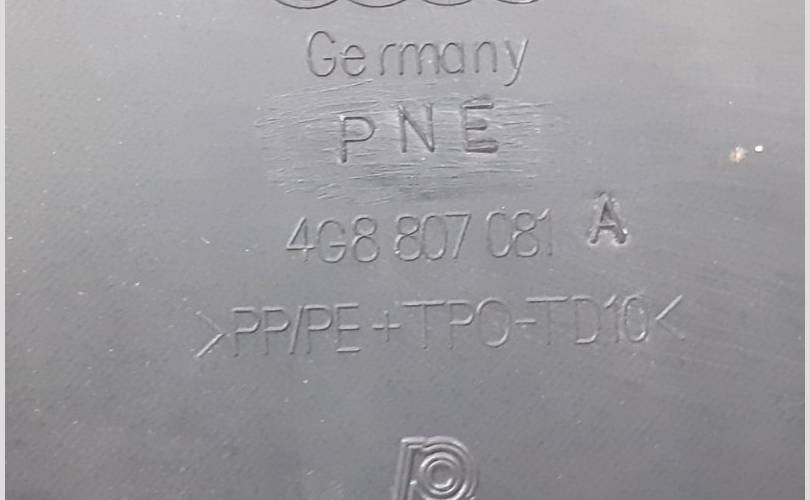 Germany
PNE
4G8 807 081 A
>PP/PE+TPO-TD10<